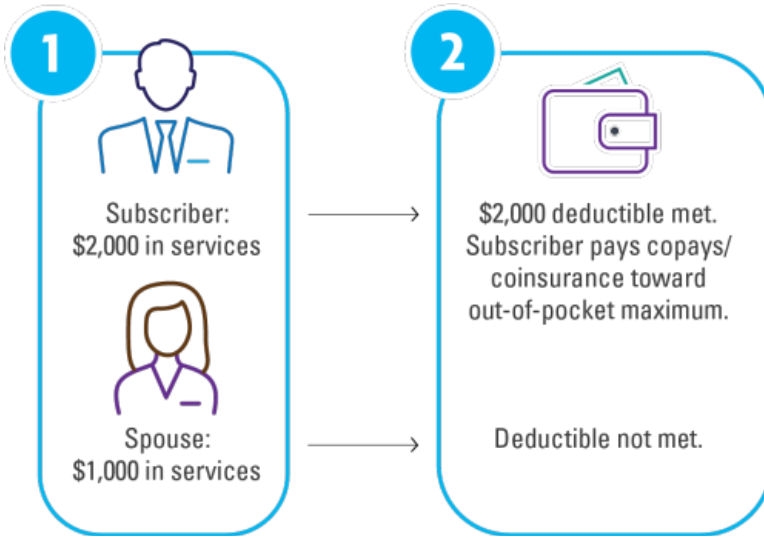 1
Subscriber:
$2,000 in services
Spouse:
$1,000 in services
2
$2,000 deductible met.
Subscriber pays copays/
coinsurance toward
out-of-pocket maximum.
Deductible not met.